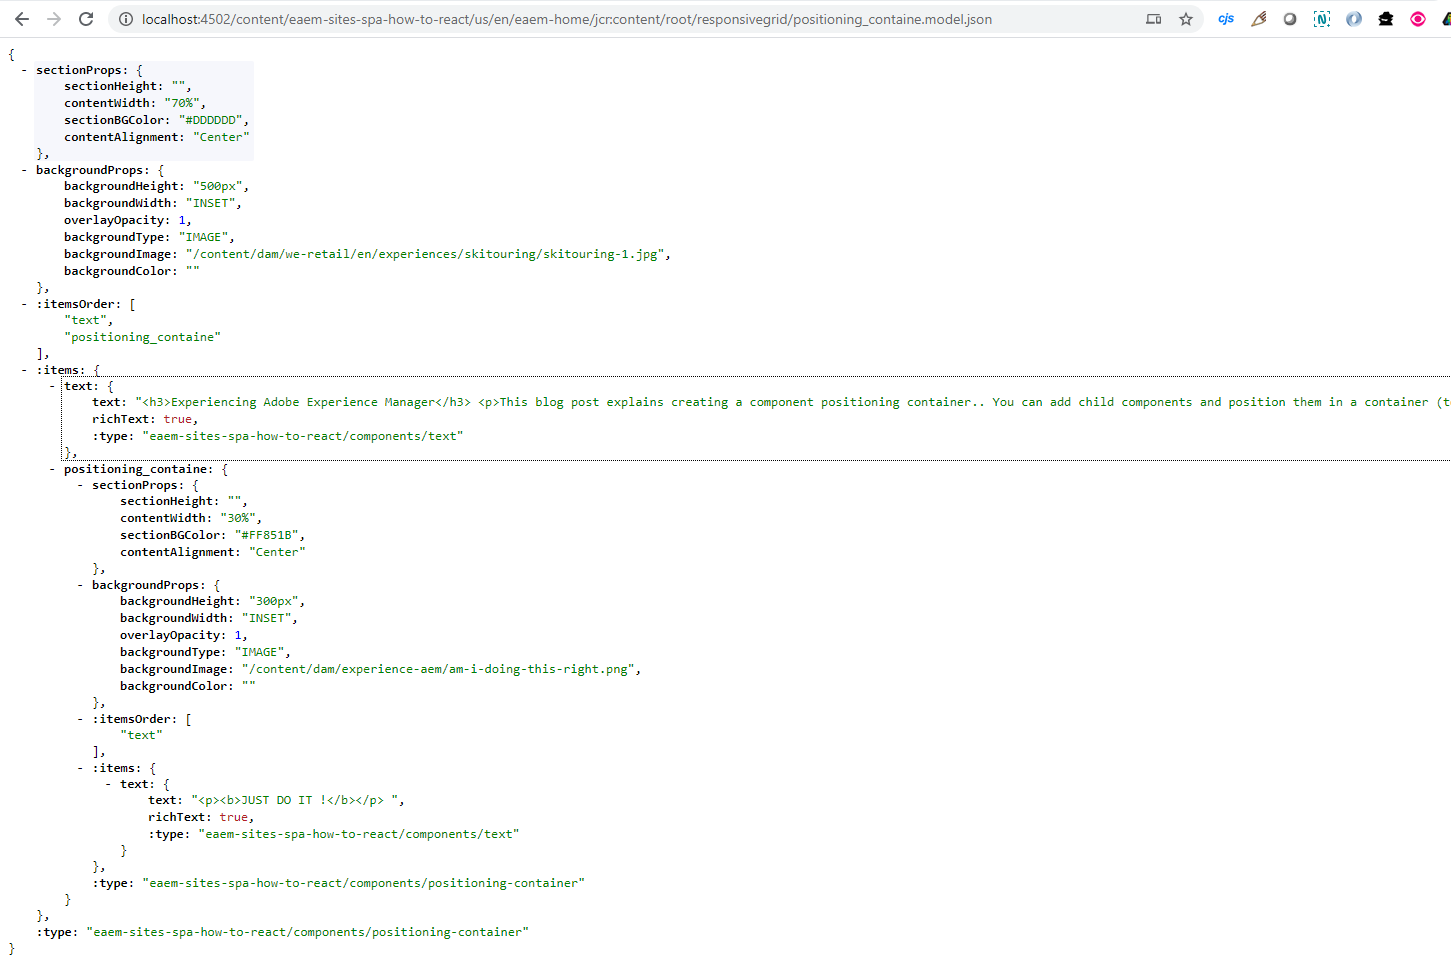 localhost:4502/content/eaem-sites-spa-how-to-react/us/en/eaem-home/jcr:content/root/responsivegrid/positioning_containe.model.json
cjs
N
{
- sectionProps: {
sectionHeight: "",
contentWidth: "70%",
sectionBGColor: "#DDDDDD",
contentAlignment: "Center"
},
- backgroundProps: {
backgroundHeight: "500px",
backgroundWidth: "INSET",
overlayOpacity: 1,
backgroundType: "IMAGE",
backgroundImage: "/content/dam/we-retail/en/experiences/skitouring/skitouring-1.jpg",
backgroundColor: ""
},
- :itemsOrder: [
"text",
"positioning_containe"
],
- :items: {
- text: {
text: "<h3>Experiencing Adobe Experience Manager</h3> <p>This blog post explains creating a component positioning container.. You can add child components and position them in a container (t
richText: true,
:type: "eaem-sites-spa-how-to-react/components/text"
},
- positioning_containe: {
- sectionProps: {
sectionHeight: "",
contentWidth: "30%",
sectionBGColor: "#FF851B",
contentAlignment: "Center"
},
- backgroundProps: {
backgroundHeight: "300px",
backgroundWidth: "INSET",
overlayOpacity: 1,
backgroundType: "IMAGE",
backgroundImage: "/content/dam/experience-aem/am-i-doing-this-right.png",
backgroundColor: ""
},
- :itemsOrder: [
"text"
],
- :items: {
- text: {
text: "<p><b>JUST DO IT !</b></p> ",
richText: true,
:type: "eaem-sites-spa-how-to-react/components/text"
}
},
:type: "eaem-sites-spa-how-to-react/components/positioning-container"
}
},
:type: "eaem-sites-spa-how-to-react/components/positioning-container"
}